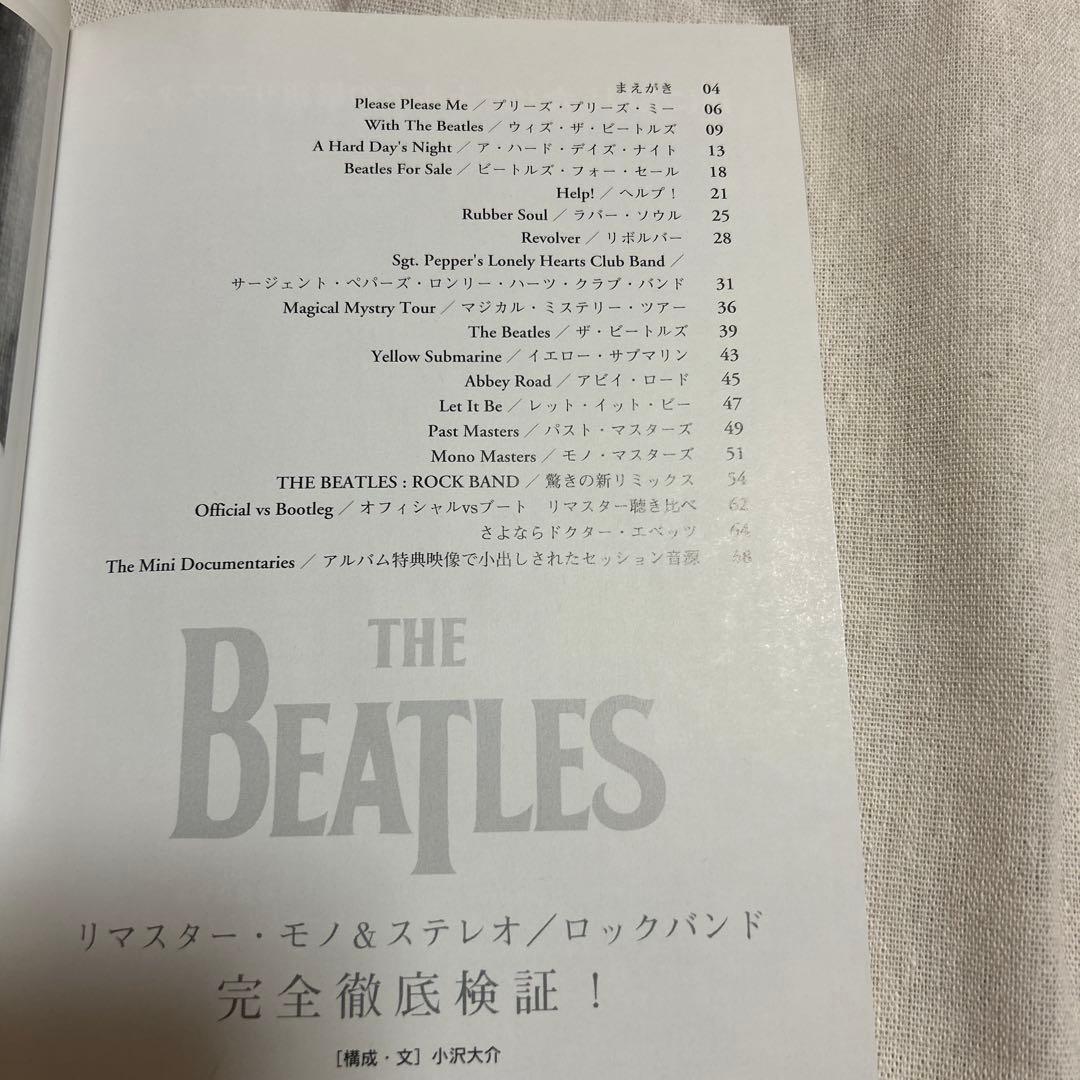 まえがき 04
Please Please Me／プリーズ・プリーズ・ミー 06
With The Beatles／ウィズ・ザ・ビートルズ 09
A Hard Day's Night／ア・ハード・デイズ・ナイト 13
Beatles For Sale／ビートルズ・フォー・セール 18
Help!／ヘルプ！ 21
Rubber Soul／ラバー・ソウル 25
Revolver／リボルバー 28
Sgt. Pepper's Lonely Hearts Club Band／
サージェント・ペパーズ・ロンリー・ハーツ・クラブ・バンド 31
Magical Mystry Tour／マジカル・ミステリー・ツアー 36
The Beatles／ザ・ビートルズ 39
Yellow Submarine／イエロー・サブマリン 43
Abbey Road／アビイ・ロード 45
Let It Be／レット・イット・ビー 47
Past Masters／パスト・マスターズ 49
Mono Masters／モノ・マスターズ 51
THE BEATLES : ROCK BAND／驚きの新リミックス 54
Official vs Bootleg／オフィシャルvsブート　リマスター聴き比べ 62
さよならドクター・エベッツ 64
The Mini Documentaries／アルバム特典映像で小出しされたセッション音源 68
THE
BEATLES
リマスター・モノ＆ステレオ／ロックバンド
完全徹底検証！
［構成・文］小沢大介